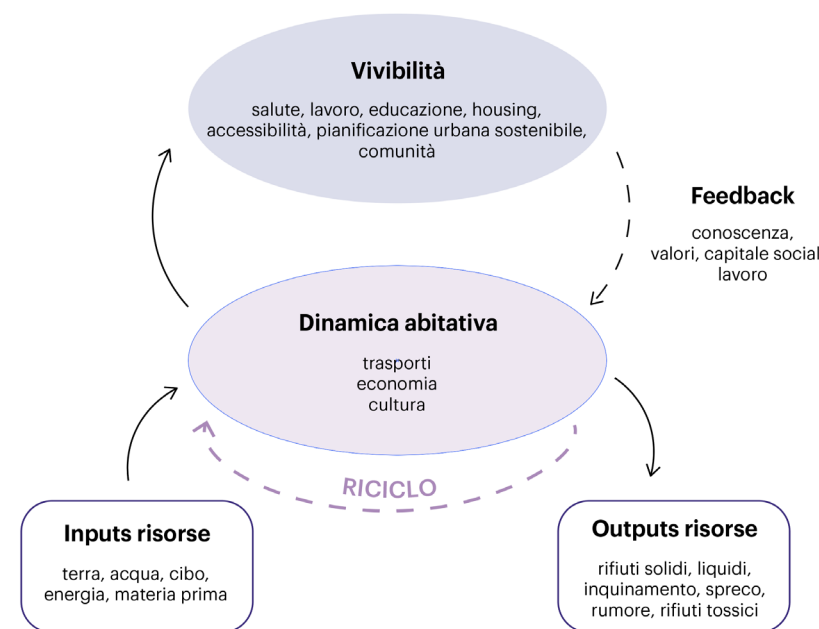 Vivibilità
salute, lavoro, educazione, housing,
accessibilità, pianificazione urbana sostenibile,
comunità
Feedback
conoscenza,
valori, capitale social
lavoro
Dinamica abitativa
trasporti
economia
cultura
RICICLO
Inputs risorse
terra, acqua, cibo,
energia, materia prima
Outputs risorse
rifiuti solidi, liquidi,
inquinamento, spreco,
rumore, rifiuti tossici